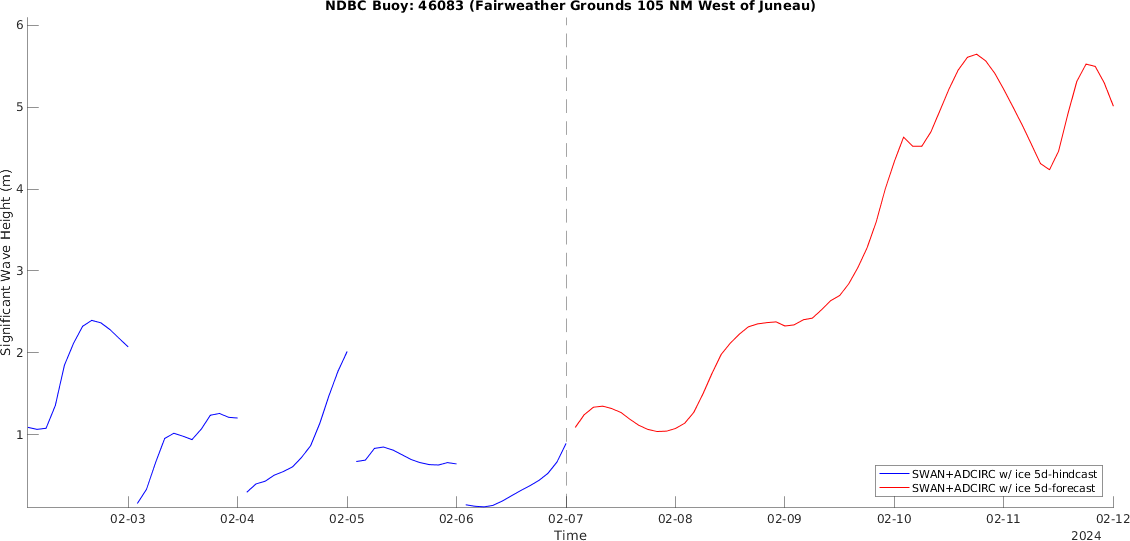 NDBC Buoy: 46083 (Fairweather Grounds 105 NM West of Juneau)
6
5
4
3
2
1
Significant Wave Height (m)
SWAN+ADCIRC w/ ice 5d-hindcast
SWAN+ADCIRC w/ ice 5d-forecast
02-03 02-04 02-05 02-06 02-07 02-08 02-09 02-10 02-11 02-12
Time
2024